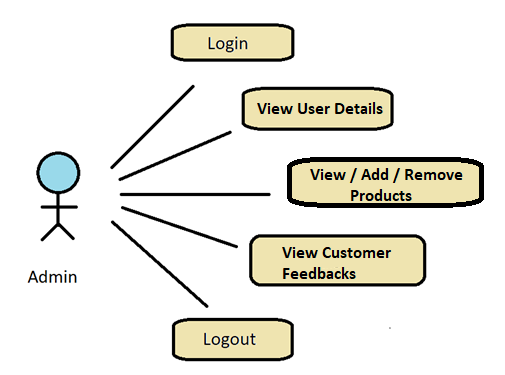 Login
View User Details
View / Add / Remove
Products
View Customer
Feedbacks
Admin
Logout